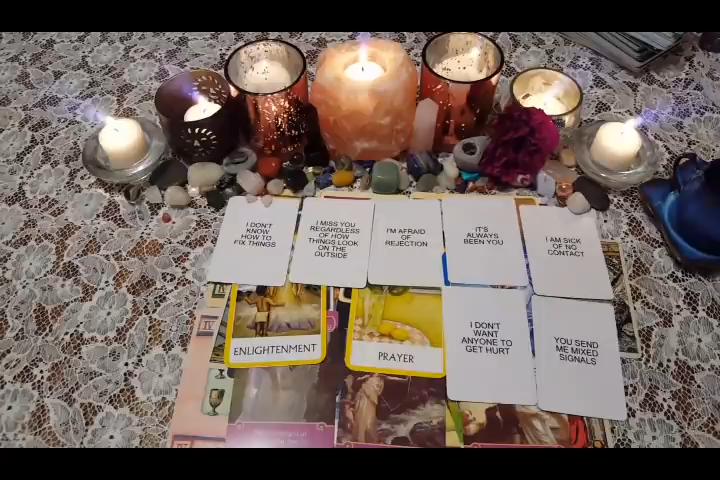 I DON'T
KNOW
HOW TO
FIX THINGS
I MISS YOU
REGARDLESS
OF HOW
THINGS LOOK
ON THE
OUTSIDE
I'M AFRAID
OF
REJECTION
IT'S
ALWAYS
BEEN YOU
I AM SICK
OF NO
CONTACT
ENLIGHTENMENT
PRAYER
I DON'T
WANT
ANYONE TO
GET HURT
YOU SEND
ME MIXED
SIGNALS
IV